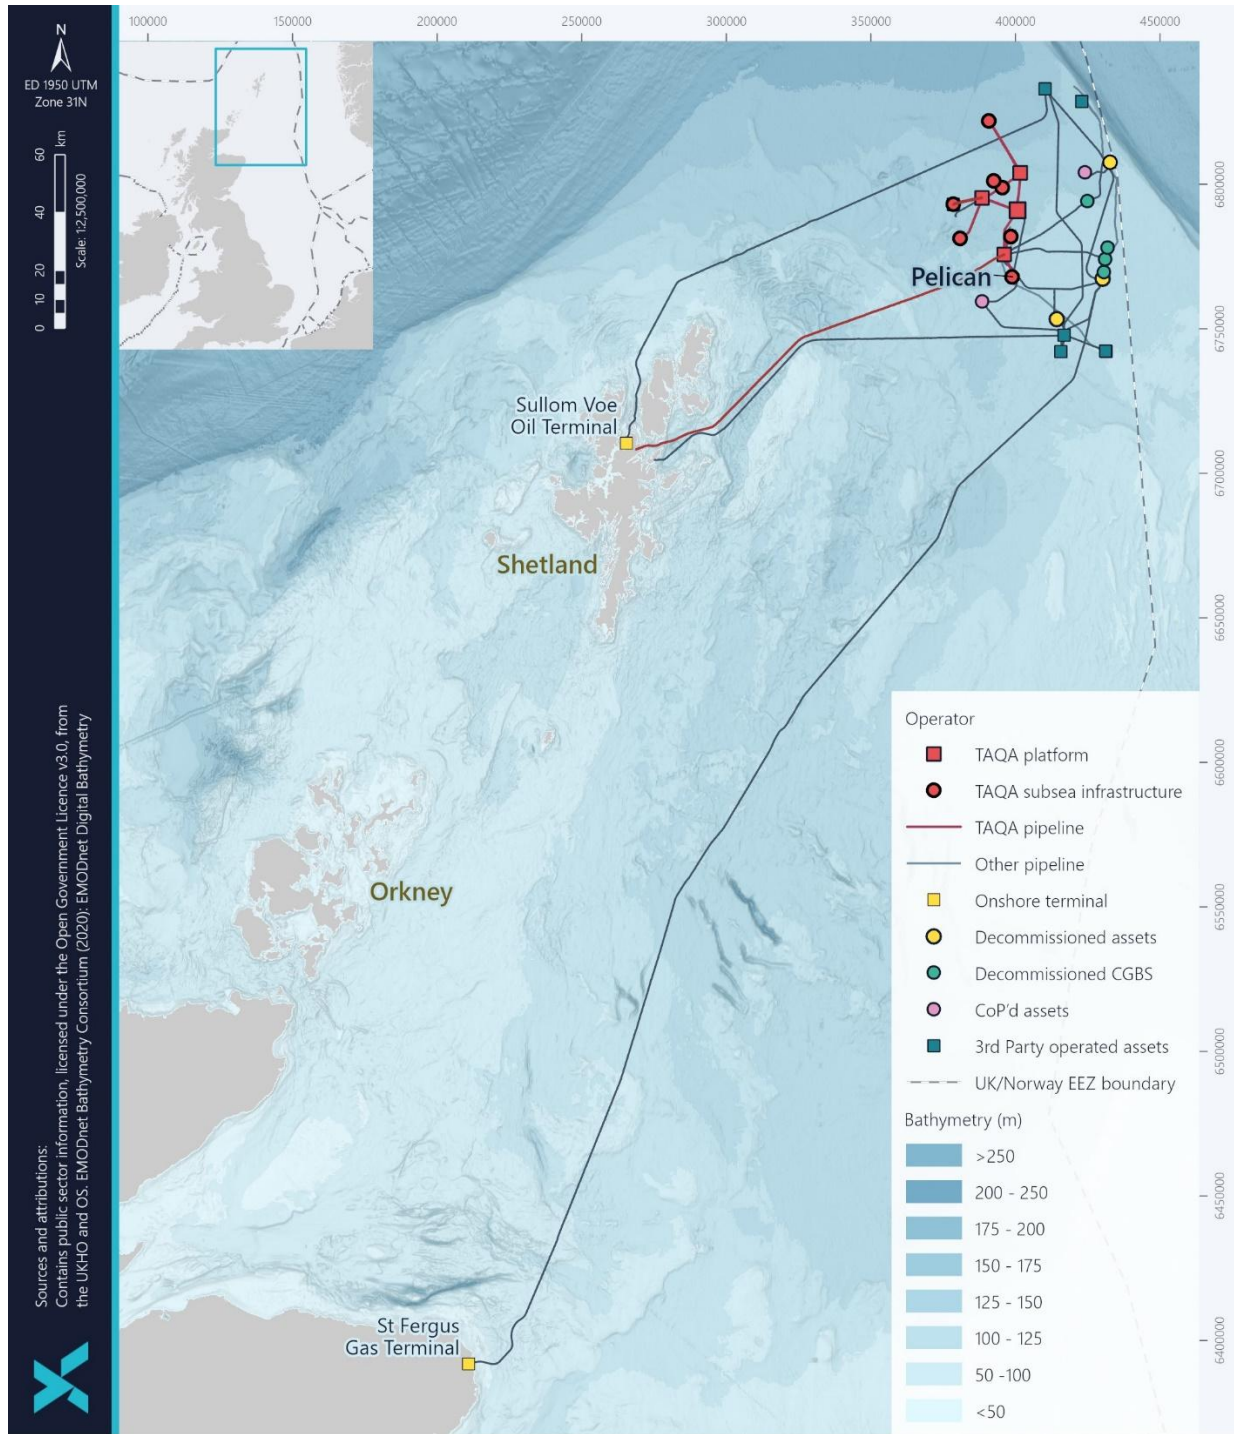 100000
150000
200000
250000
300000
350000
400000
450000
N
ED 1950 UTM
Zone 31N
km
60
40
20
10
0
Scale: 1:2,500,000
6800000
6750000
6700000
6650000
6600000
6550000
6500000
6450000
6400000
Pelican
Sullom Voe
Oil Terminal
Shetland
Orkney
St Fergus
Gas Terminal
Operator
TAQA platform
TAQA subsea infrastructure
TAQA pipeline
Other pipeline
Onshore terminal
Decommissioned assets
Decommissioned CGBS
CoP'd assets
3rd Party operated assets
UK/Norway EEZ boundary
Bathymetry (m)
>250
200 - 250
175 - 200
150 - 175
125 - 150
100 - 125
50 -100
<50
Sources and attributions:
Contains public sector information, licensed under the Open Government Licence v3.0, from
the UKHO and OS. EMODnet Bathymetry Consortium (2020): EMODnet Digital Bathymetry